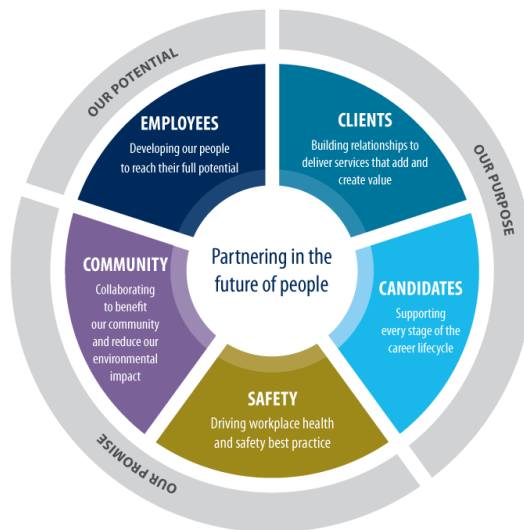 OUR POTENTIAL
OUR PURPOSE
OUR PROMISE
EMPLOYEES
Developing our people
to reach their full potential
CLIENTS
Building relationships to
deliver services that add and
create value
Partnering in the
future of people
COMMUNITY
Collaborating
to benefit
our community
and reduce our
environmental
impact
CANDIDATES
Supporting
every stage of the
career lifecycle
SAFETY
Driving workplace health
and safety best practice